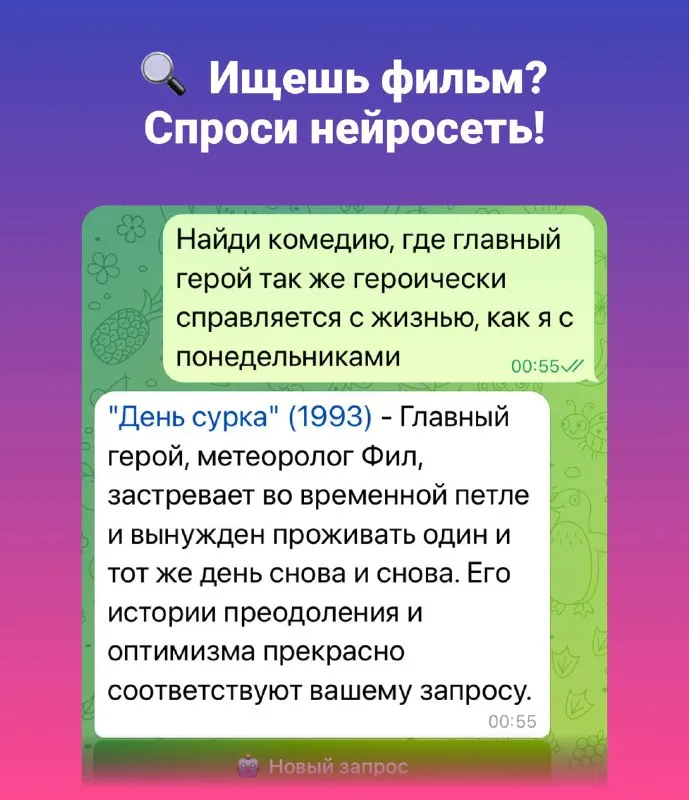 🔍 Ищешь фильм?
Спроси нейросеть!
Найди комедию, где главный
герой так же героически
справляется с жизнью, как я с
понедельниками
00:55
"День сурка" (1993) - Главный
герой, метеоролог Фил,
застревает во временной петле
и вынужден проживать один и
тот же день снова и снова. Его
истории преодоления и
оптимизма прекрасно
соответствуют вашему запросу.
00:55
Новый запрос